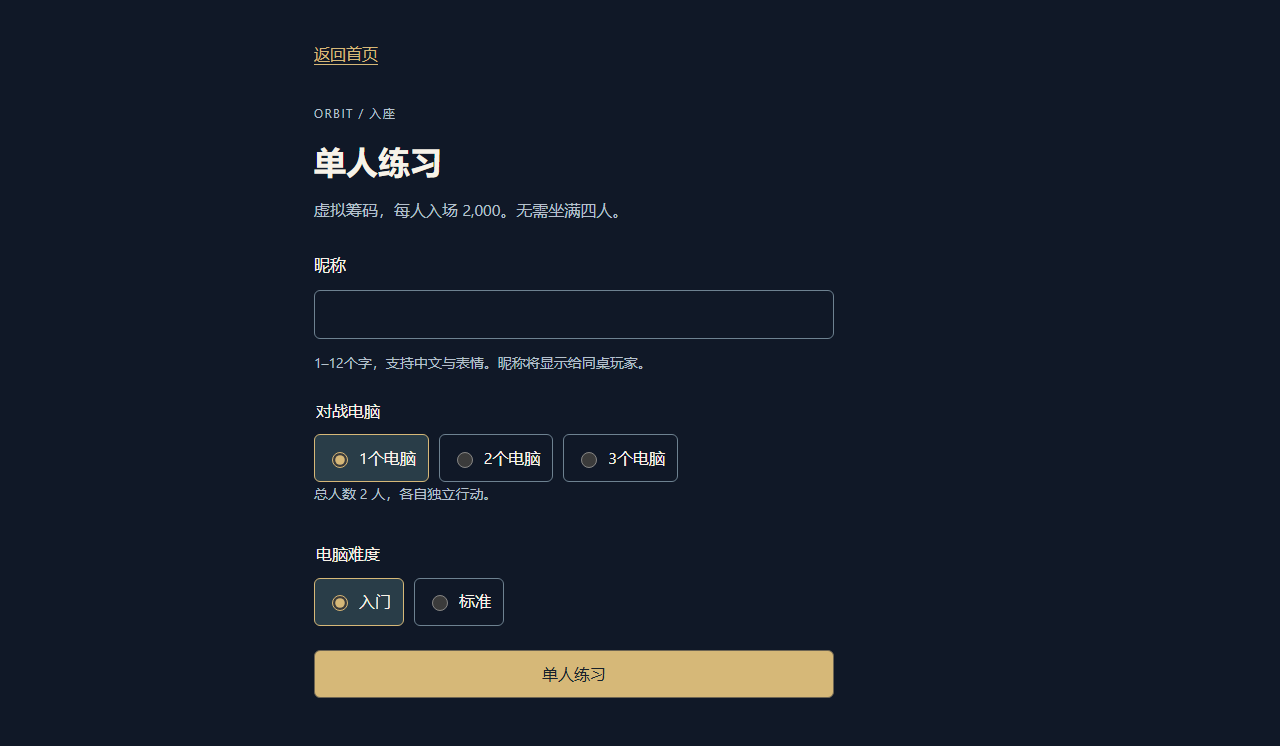 返回首页
ORBIT / 入座
单人练习
虚拟筹码，每人入场 2,000。无需坐满四人。
昵称
1–12个字，支持中文与表情。昵称将显示给同桌玩家。
对战电脑
1个电脑 2个电脑 3个电脑
总人数 2 人，各自独立行动。
电脑难度
入门 标准
单人练习